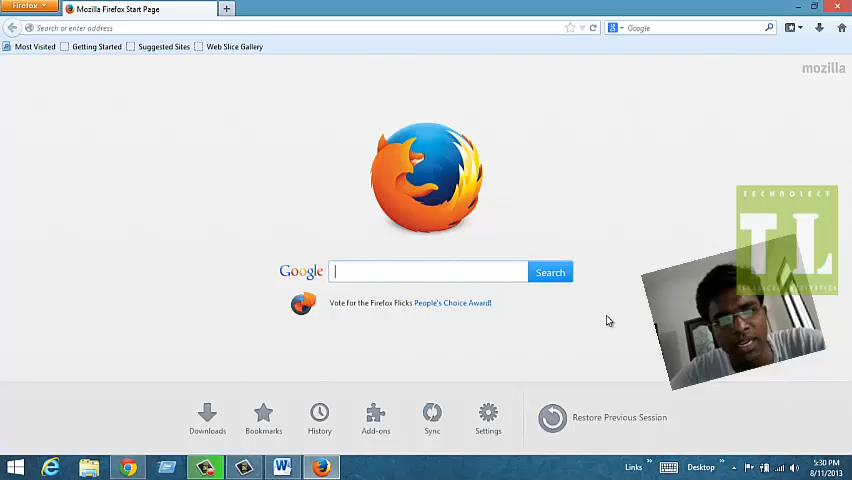 Firefox
Mozilla Firefox Start Page
Search or enter address
Google
Most Visited
Getting Started
Suggested Sites
Web Slice Gallery
mozilla
TECHNOLECT
TL
Google
Search
Vote for the Firefox Flicks People's Choice Award!
Downloads
Bookmarks
History
Add-ons
Sync
Settings
Restore Previous Session
Links
Desktop
5:30 PM
8/11/2013